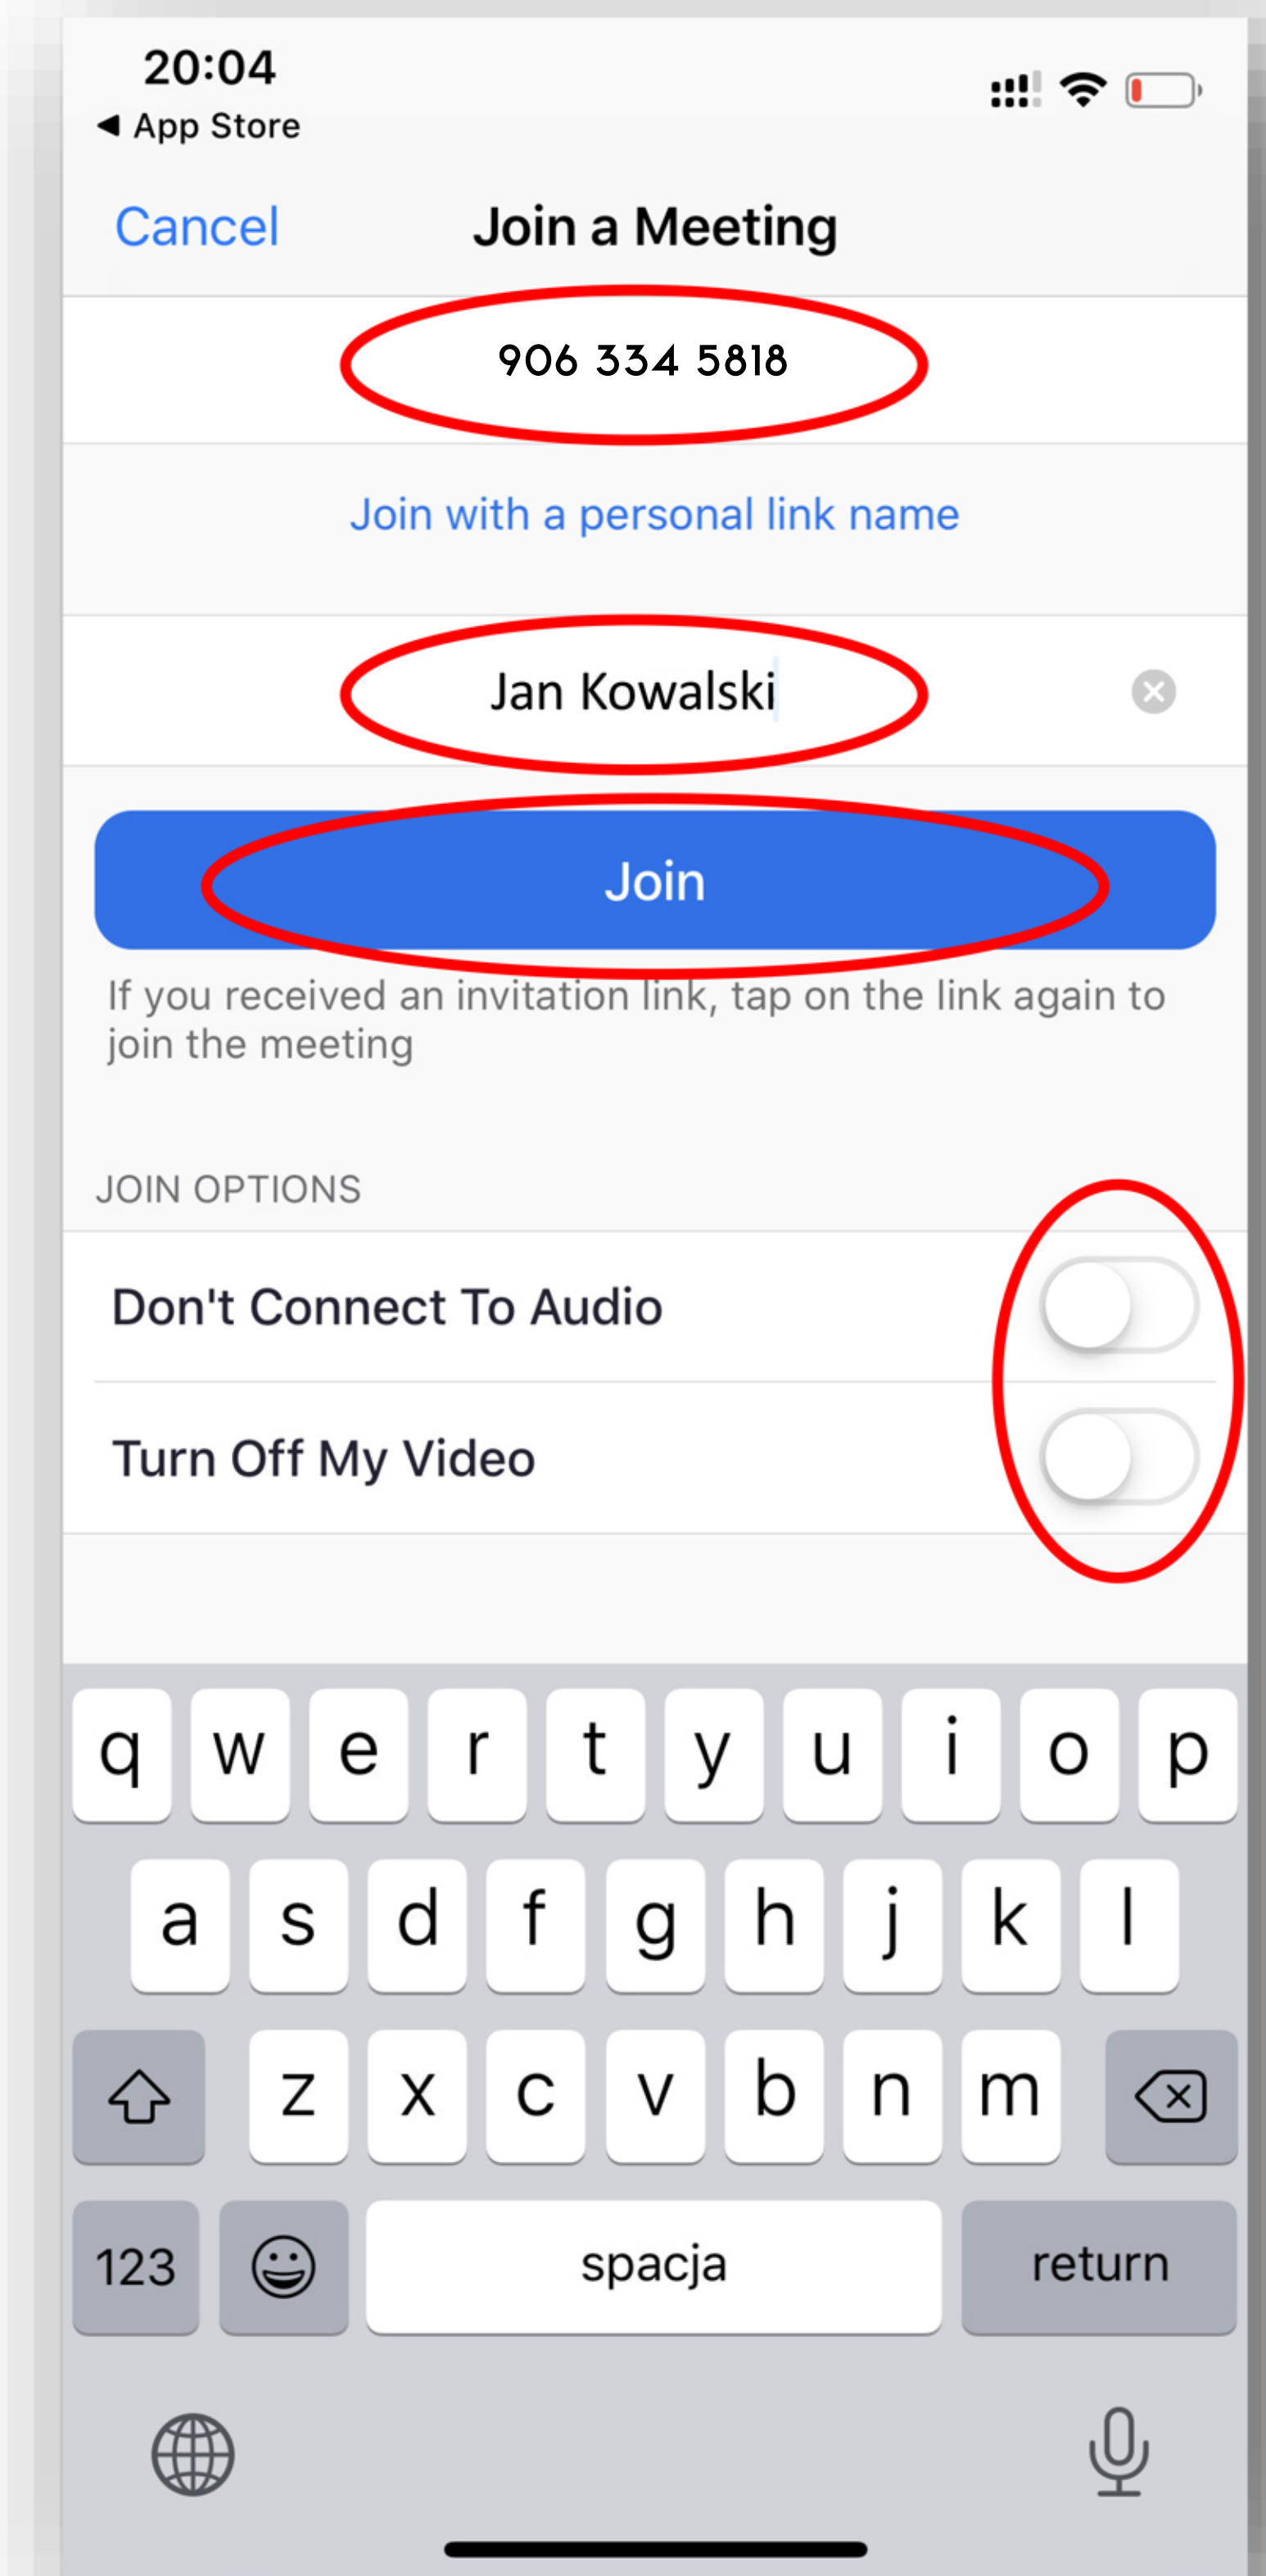 20:04
◀ App Store
Cancel Join a Meeting
906 334 5818
Join with a personal link name
Jan Kowalski
Join
If you received an invitation link, tap on the link again to
join the meeting
JOIN OPTIONS
Don't Connect To Audio
Turn Off My Video
q w e r t y u i o p
a s d f g h j k l
z x c v b n m
123 spacja return